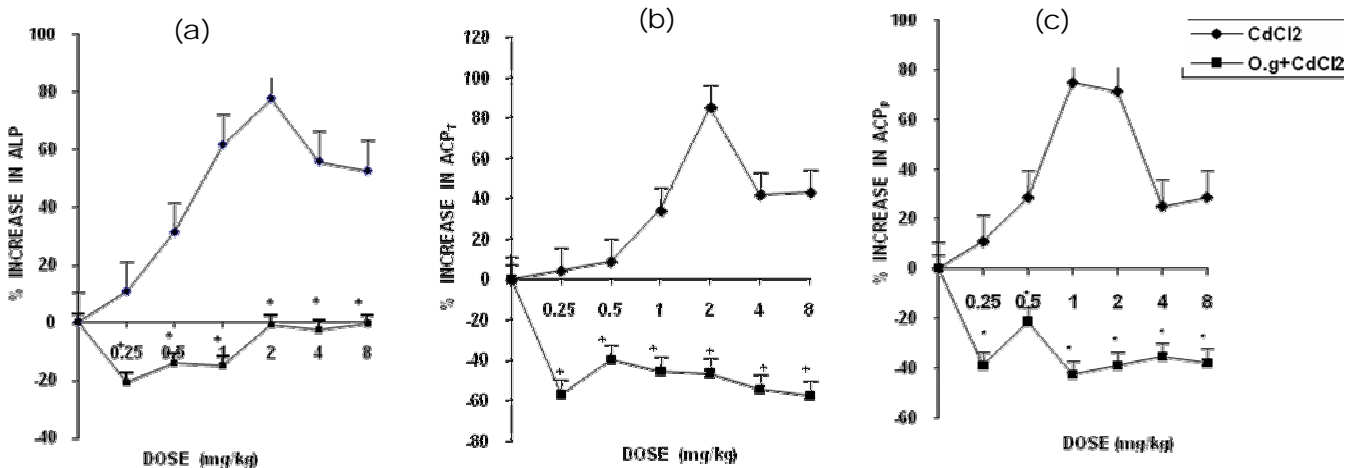 (a)
100
80
60
40
20
0
-20
-40
% INCREASE IN ALP
0.25 0.5 1 2 4 8
* * * * * *
DOSE (mg/kg)
(b)
120
100
80
60
40
20
0
-20
-40
-60
-80
% INCREASE IN ACPT
0.25 0.5 1 2 4 8
* * * * * *
DOSE (mg/kg)
(c)
100
80
60
40
20
0
-20
-40
-60
% INCREASE IN ACPp
0.25 0.5 1 2 4 8
* * * * * *
DOSE (mg/kg)
CdCl2
O.g+CdCl2